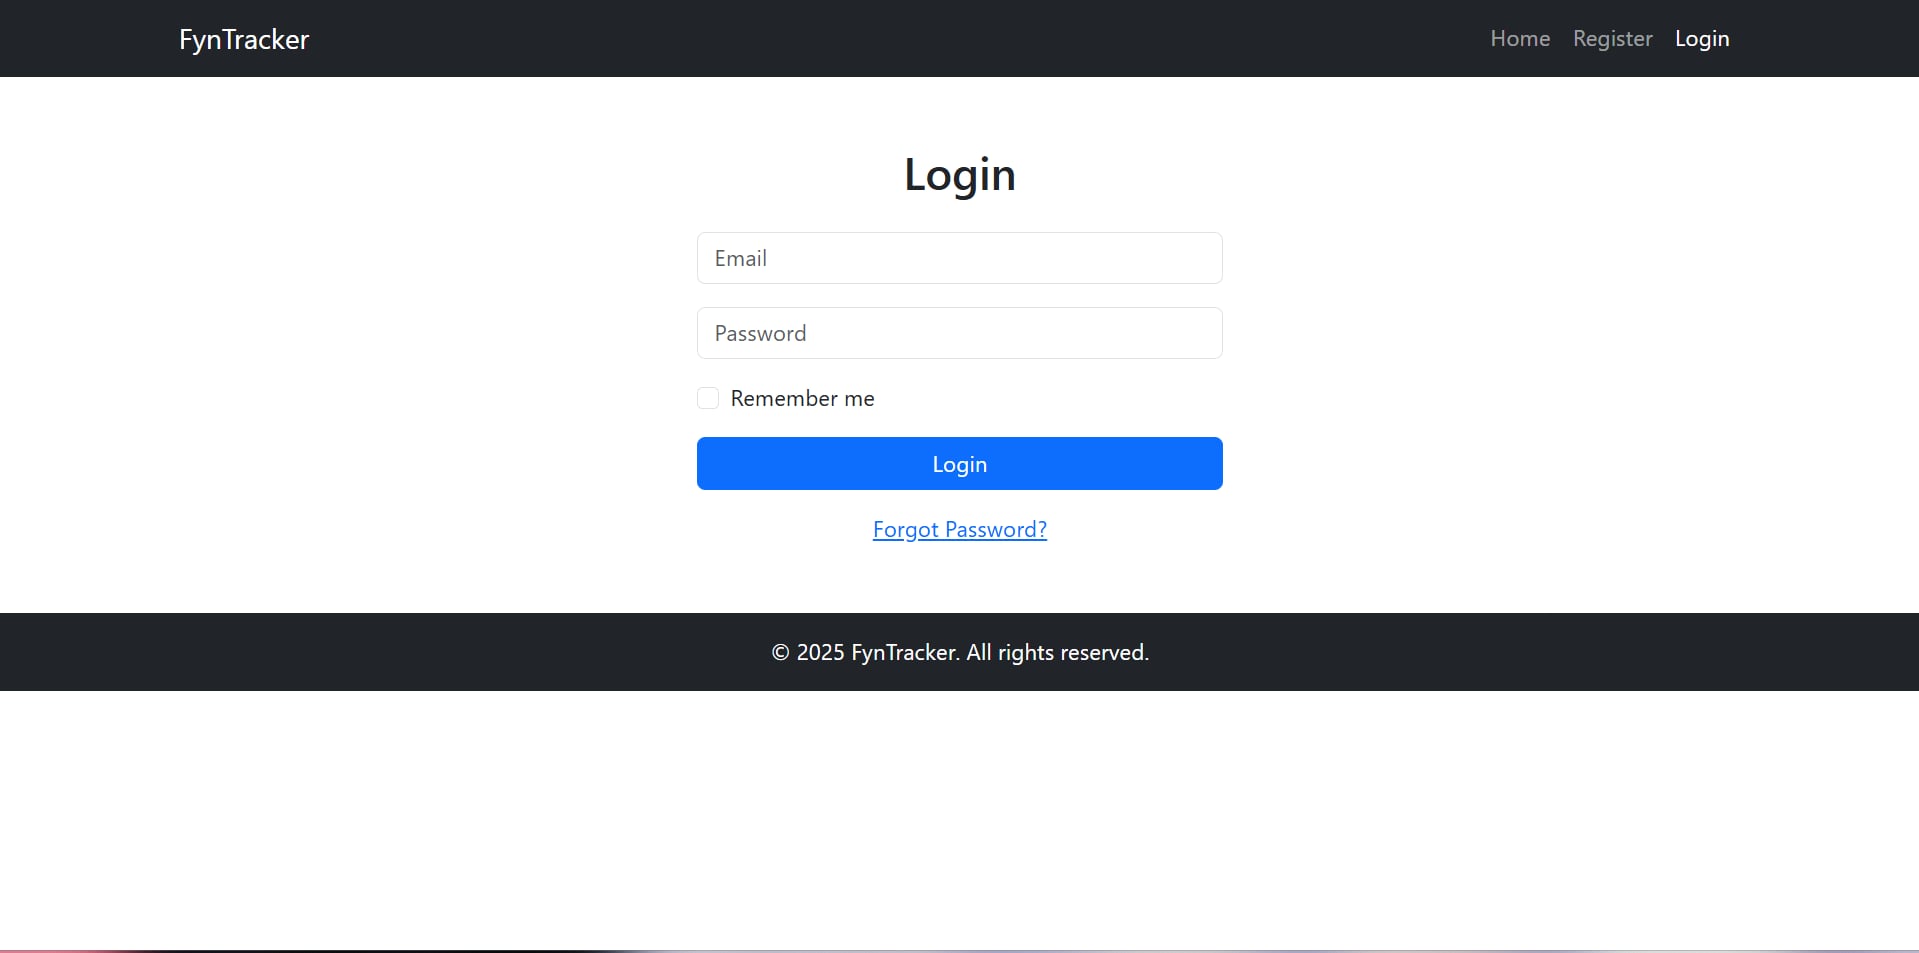 FynTracker
Home Register Login
Login
Email
Password
Remember me
Login
Forgot Password?
© 2025 FynTracker. All rights reserved.